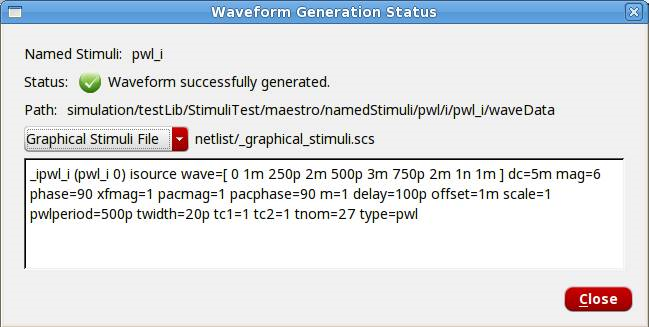 Waveform Generation Status
Named Stimuli: pwl_i
Status: Waveform successfully generated.
Path: simulation/testLib/StimuliTest/maestro/namedStimuli/pwl/i/pwl_i/waveData
Graphical Stimuli File netlist/_graphical_stimuli.scs
_ipwl_i (pwl_i 0) isource wave=[ 0 1m 250p 2m 500p 3m 750p 2m 1n 1m ] dc=5m mag=6
phase=90 xfmag=1 pacmag=1 pacphase=90 m=1 delay=100p offset=1m scale=1
pwlperiod=500p twidth=20p tc1=1 tc2=1 tnom=27 type=pwl
Close